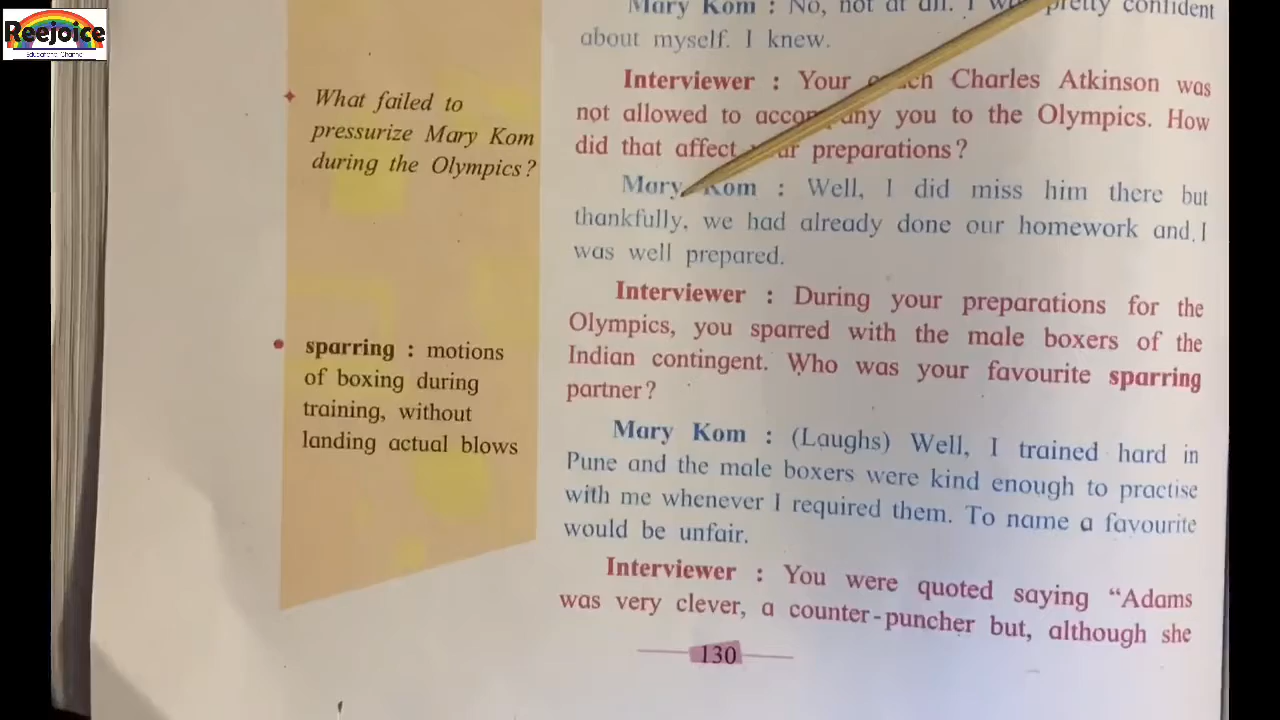 Reejoice
Educational Channel
Mary Kom : No, not at all. I pretty confident
about myself. I knew.
Interviewer : Your coach Charles Atkinson was
not allowed to accompany you to the Olympics. How
did that affect your preparations?
Mary Kom : Well, I did miss him there but
thankfully, we had already done our homework and I
was well prepared.
Interviewer : During your preparations for the
Olympics, you sparred with the male boxers of the
Indian contingent. Who was your favourite sparring
partner?
Mary Kom : (Laughs) Well, I trained hard in
Pune and the male boxers were kind enough to practise
with me whenever I required them. To name a favourite
would be unfair.
Interviewer : You were quoted saying “Adams
was very clever, a counter-puncher but, although she
What failed to
pressurize Mary Kom
during the Olympics?
sparring : motions
of boxing during
training, without
landing actual blows
130